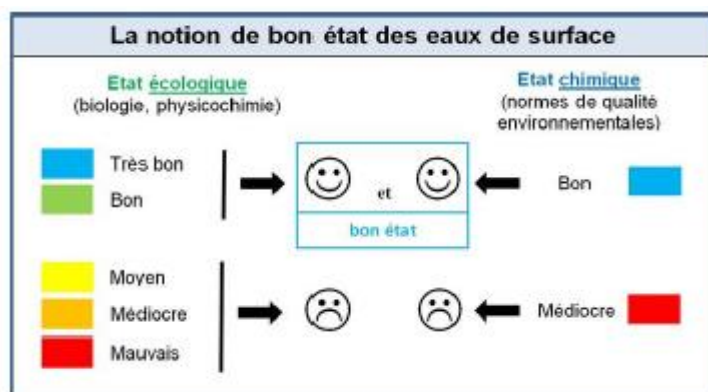 La notion de bon état des eaux de surface
Etat écologique
(biologie, physicochimie)
Etat chimique
(normes de qualité
environnementales)
Très bon
Bon
et
bon état
Bon
Moyen
Médiocre
Mauvais
Médiocre